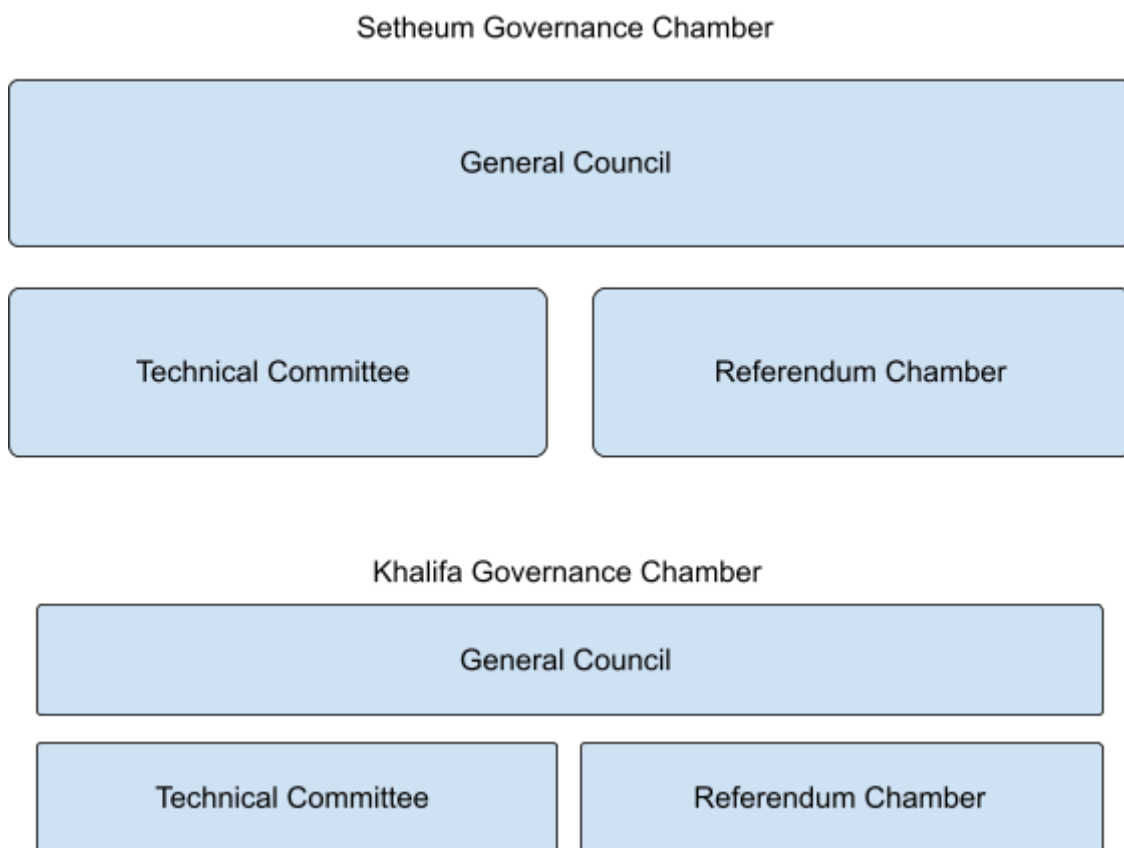 Setheum Governance Chamber
General Council
Technical Committee
Referendum Chamber
Khalifa Governance Chamber
General Council
Technical Committee
Referendum Chamber